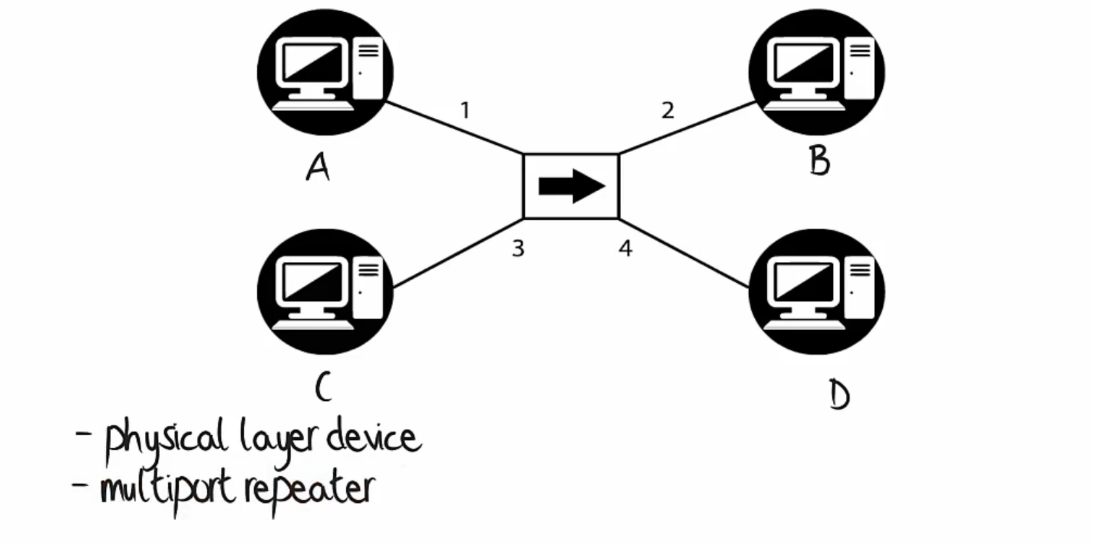 1
2
A
B
3
4
C
D
- physical layer device
- multiport repeater